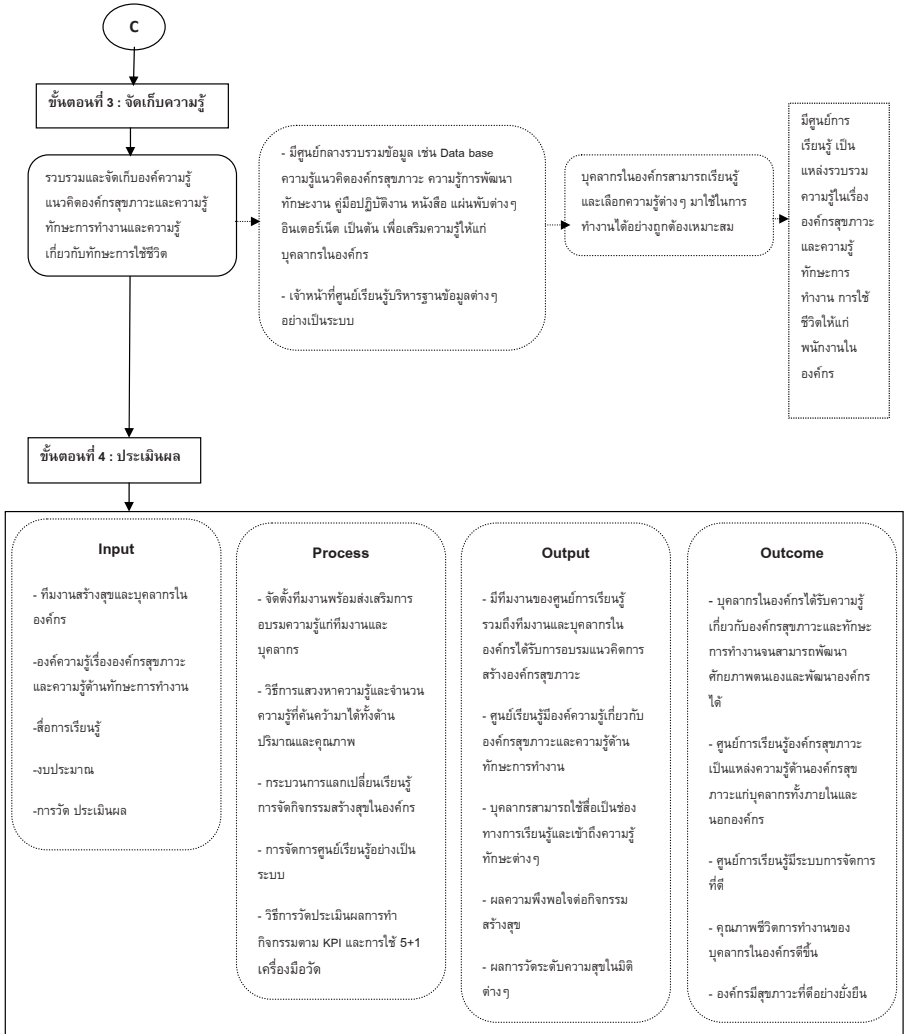 C
ขั้นตอนที่ 3 : จัดเก็บความรู้
รวบรวมและจัดเก็บองค์ความรู้
แนวคิดองค์กรสุขภาวะและความรู้
ทักษะการทำงานและความรู้
เกี่ยวกับทักษะการใช้ชีวิต
- มีศูนย์กลางรวบรวมข้อมูล เช่น Data base
ความรู้แนวคิดองค์กรสุขภาวะ ความรู้การพัฒนา
ทักษะงาน คู่มือปฏิบัติงาน หนังสือ แผ่นพับต่างๆ
อินเตอร์เน็ต เป็นต้น เพื่อเสริมความรู้ให้แก่
บุคลากรในองค์กร
- เจ้าหน้าที่ศูนย์เรียนรู้บริหารฐานข้อมูลต่างๆ
อย่างเป็นระบบ
บุคลากรในองค์กรสามารถเรียนรู้
และเลือกความรู้ต่างๆ มาใช้ในการ
ทำงานได้อย่างถูกต้องเหมาะสม
มีศูนย์การ
เรียนรู้ เป็น
แหล่งรวบรวม
ความรู้ในเรื่อง
องค์กรสุขภาวะ
และความรู้
ทักษะการ
ทำงาน การใช้
ชีวิตให้แก่
พนักงานใน
องค์กร
ขั้นตอนที่ 4 : ประเมินผล
Input
- ทีมงานสร้างสุขและบุคลากรใน
องค์กร
-องค์ความรู้เรื่ององค์กรสุขภาวะ
และความรู้ด้านทักษะการทำงาน
-สื่อการเรียนรู้
-งบประมาณ
-การวัด ประเมินผล
Process
- จัดตั้งทีมงานพร้อมส่งเสริมการ
อบรมความรู้แก่ทีมงานและ
บุคลากร
- วิธีการแสวงหาความรู้และจำนวน
ความรู้ที่ค้นคว้ามาได้ทั้งด้าน
ปริมาณและคุณภาพ
- กระบวนการแลกเปลี่ยนเรียนรู้
การจัดกิจกรรมสร้างสุขในองค์กร
- การจัดการศูนย์เรียนรู้อย่างเป็น
ระบบ
- วิธีการวัดประเมินผลการทำ
กิจกรรมตาม KPI และการใช้ 5+1
เครื่องมือวัด
Output
- มีทีมงานของศูนย์การเรียนรู้
รวมถึงทีมงานและบุคลากรใน
องค์กรได้รับการอบรมแนวคิดการ
สร้างองค์กรสุขภาวะ
- ศูนย์เรียนรู้มีองค์ความรู้เกี่ยวกับ
องค์กรสุขภาวะและความรู้ด้าน
ทักษะการทำงาน
- บุคลากรสามารถใช้สื่อเป็นช่อง
ทางการเรียนรู้และเข้าถึงความรู้
ทักษะต่างๆ
- ผลความพึงพอใจต่อกิจกรรม
สร้างสุข
- ผลการวัดระดับความสุขในมิติ
ต่างๆ
Outcome
- บุคลากรในองค์กรได้รับความรู้
เกี่ยวกับองค์กรสุขภาวะและทักษะ
การทำงานจนสามารถพัฒนา
ศักยภาพตนเองและพัฒนาองค์กร
ได้
- ศูนย์การเรียนรู้องค์กรสุขภาวะ
เป็นแหล่งความรู้ด้านองค์กรสุข
ภาวะแก่บุคลากรทั้งภายในและ
นอกองค์กร
- ศูนย์การเรียนรู้มีระบบการจัดการ
ที่ดี
- คุณภาพชีวิตการทำงานของ
บุคลากรในองค์กรดีขึ้น
- องค์กรมีสุขภาวะที่ดีอย่างยั่งยืน